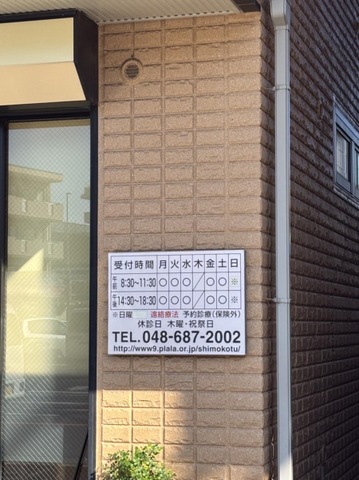 受付時間 月 火 水 木 金 土 日
午前 8:30～11:30 ○ ○ ○ ／ ○ ○ ※
午後 14:30～18:30 ○ ○ ○ ／ ○ ○ ※
※日曜 遠絡療法 予約診療(保険外)
休診日 木曜・祝祭日
TEL.048-687-2002
http://www9.plala.or.jp/shimokotu/